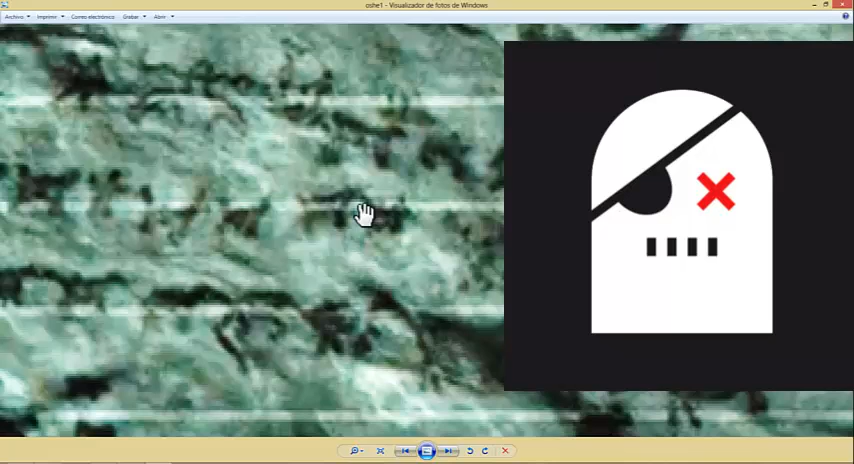 oshe1 - Visualizador de fotos de Windows
Archivo Imprimir Correo electrónico Grabar Abrir